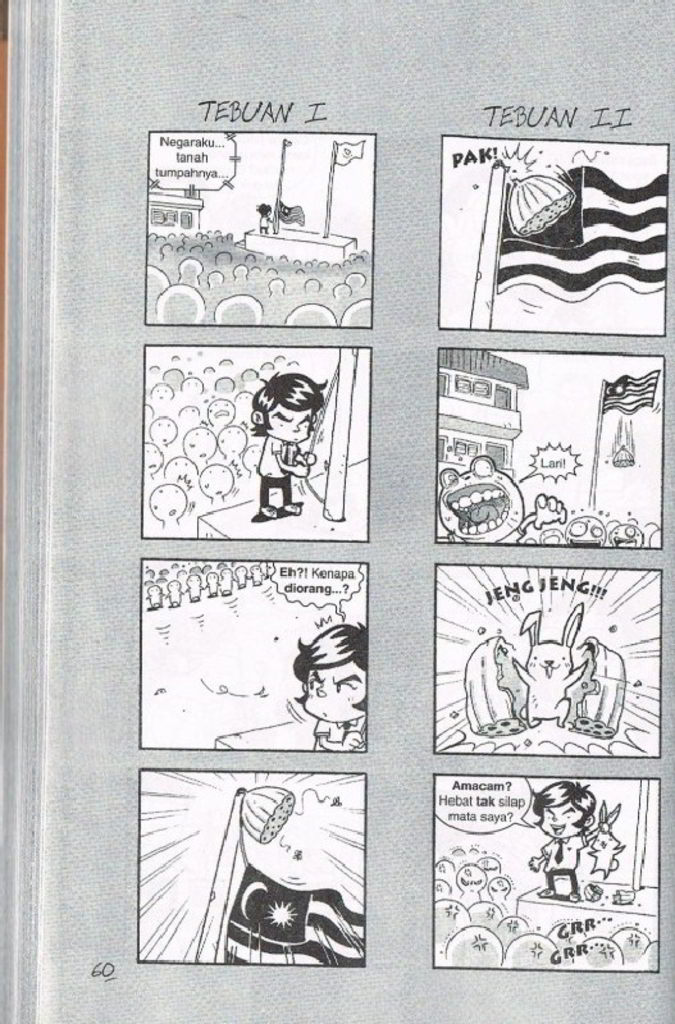 TEBUAN I
Negaraku...
tanah
tumpahnya...
Eh?! Kenapa
diorang...?
TEBUAN II
PAK!
Lari!
JENG JENG!!!
Amacam?
Hebat tak silap
mata saya?
GRR...
GRR...
60